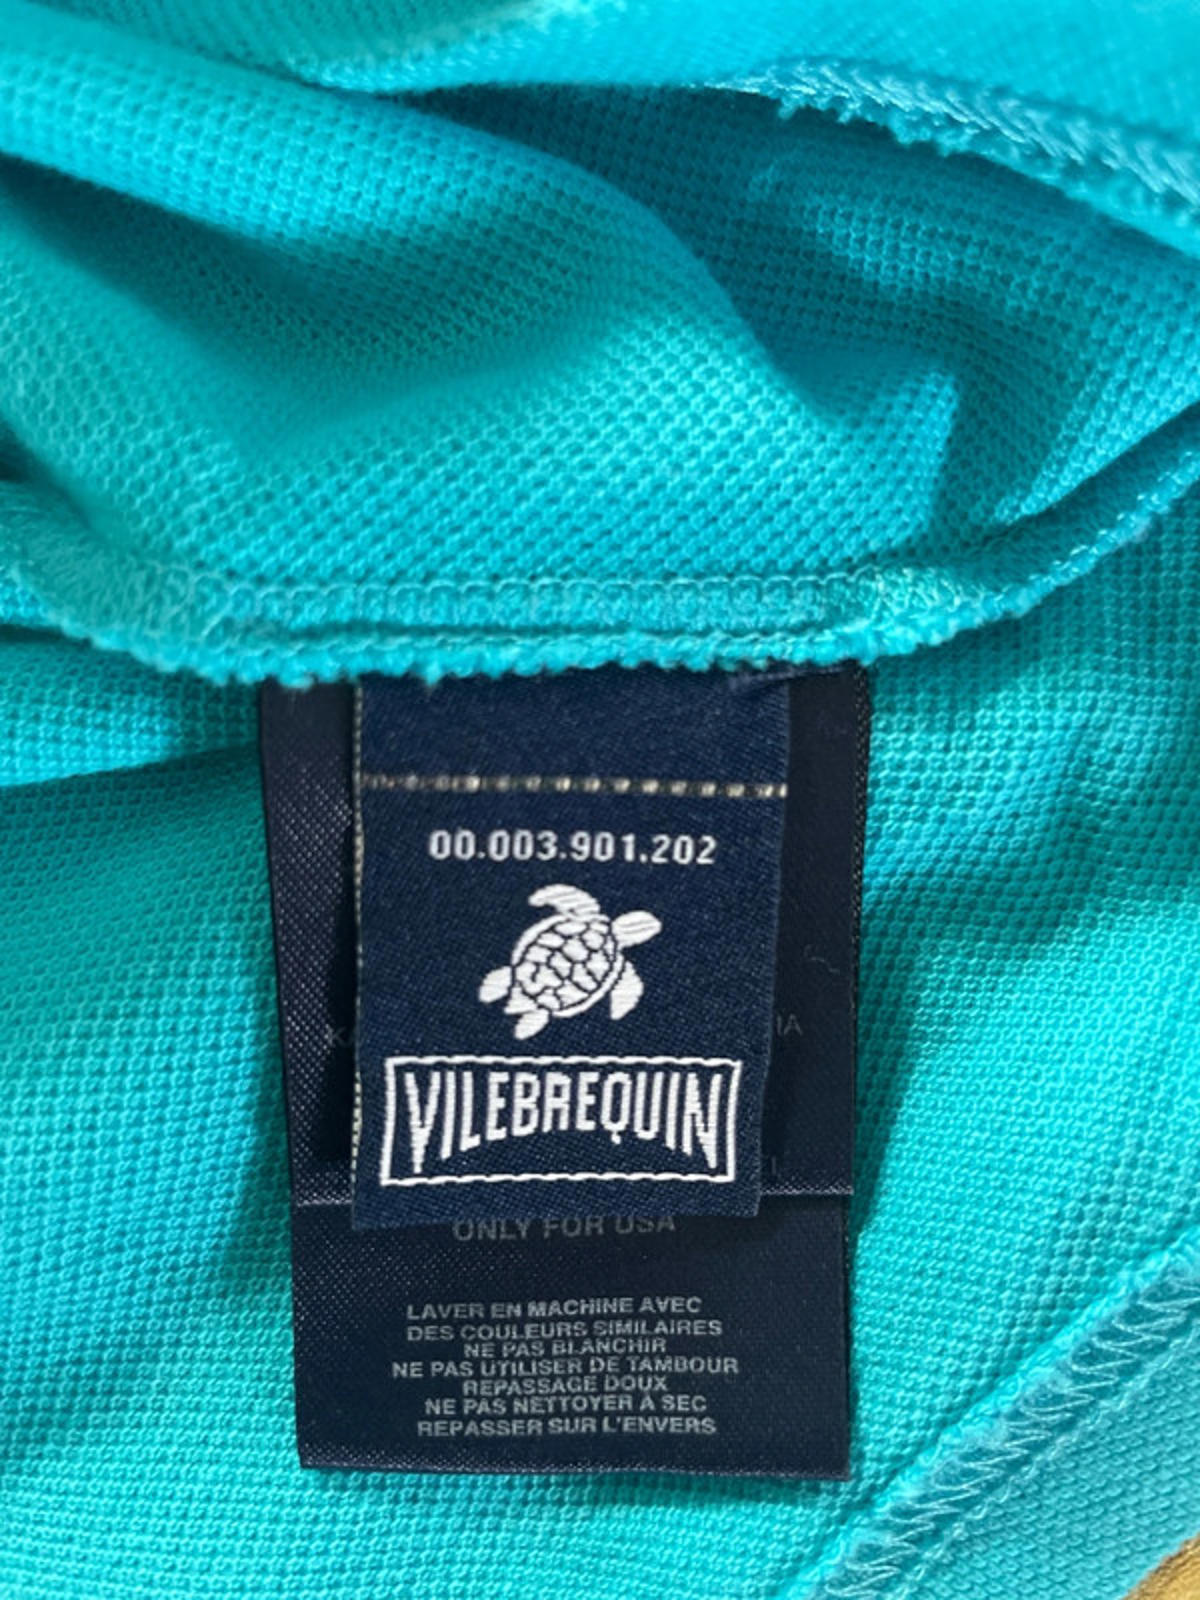 00.003.901.202
VILEBREQUIN
ONLY FOR USA
LAVER EN MACHINE AVEC
DES COULEURS SIMILAIRES
NE PAS BLANCHIR
NE PAS UTILISER DE TAMBOUR
REPASSAGE DOUX
NE PAS NETTOYER A SEC
REPASSER SUR L'ENVERS